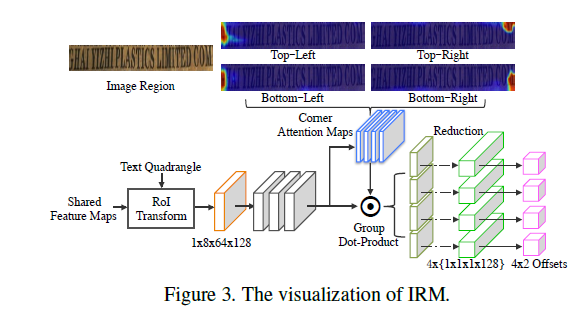 Top-Left
Top-Right
Image Region
Bottom-Left
Bottom-Right
Corner
Attention Maps
Reduction
Text Quadrangle
Shared
Feature Maps
RoI
Transform
1x8x64x128
Group
Dot-Product
4x{1x1x1x128} 4x2 Offsets
Figure 3. The visualization of IRM.